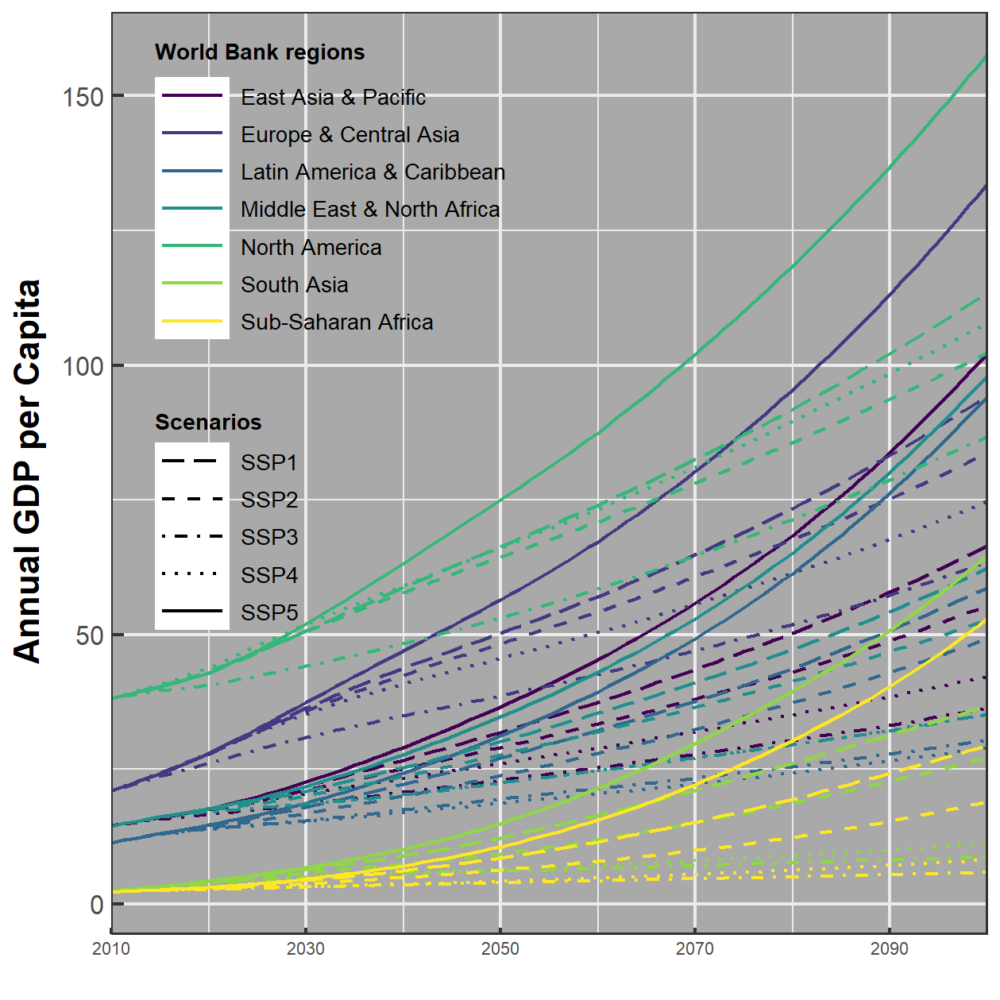 World Bank regions
East Asia & Pacific
Europe & Central Asia
Latin America & Caribbean
Middle East & North Africa
North America
South Asia
Sub-Saharan Africa
Scenarios
SSP1
SSP2
SSP3
SSP4
SSP5
Annual GDP per Capita
150
100
50
0
2010
2030
2050
2070
2090